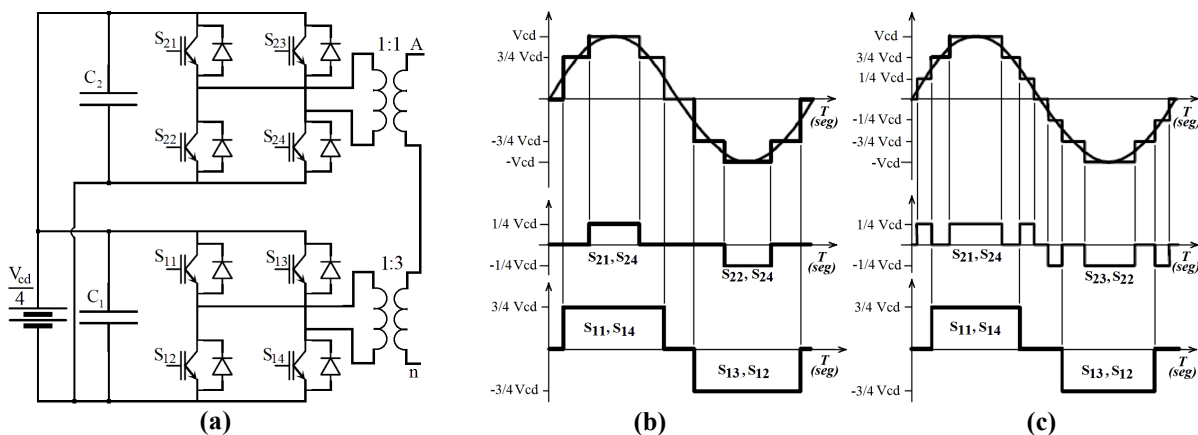 S21
S23
1:1
A
C2
S22
S24
Vcd
4
S11
S13
1:3
C1
S12
S14
n
(a)
Vcd
3/4 Vcd
-3/4 Vcd
-Vcd
T
(seg)
1/4 Vcd
-1/4 Vcd
S21, S24
S22, S24
T
(seg)
3/4 Vcd
-3/4 Vcd
S11, S14
S13, S12
T
(seg)
(b)
Vcd
3/4 Vcd
1/4 Vcd
-1/4 Vcd
-3/4 Vcd
-Vcd
T
(seg)
1/4 Vcd
-1/4 Vcd
S21, S24
S23, S22
T
(seg)
3/4 Vcd
-3/4 Vcd
S11, S14
S13, S12
T
(seg)
(c)